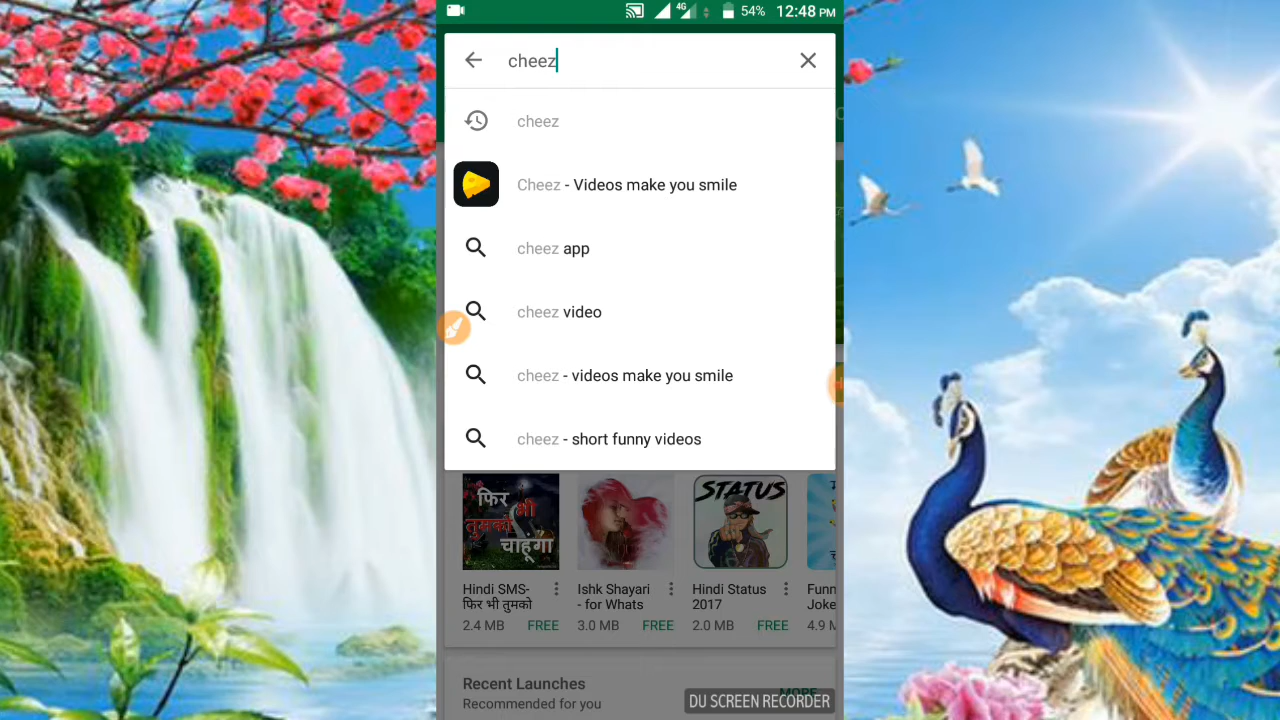 4G 54% 12:48 PM
cheez
cheez
Cheez - Videos make you smile
cheez app
cheez video
cheez - videos make you smile
cheez - short funny videos
फिर
भी
तुमको
चाहूंगा
STATUS
Hindi SMS-
फिर भी तुमको
2.4 MB FREE
Ishk Shayari
- for Whats
3.0 MB FREE
Hindi Status
2017
2.0 MB FREE
Funn
Joke
4.9 M
Recent Launches
Recommended for you
MORE
DU SCREEN RECORDER